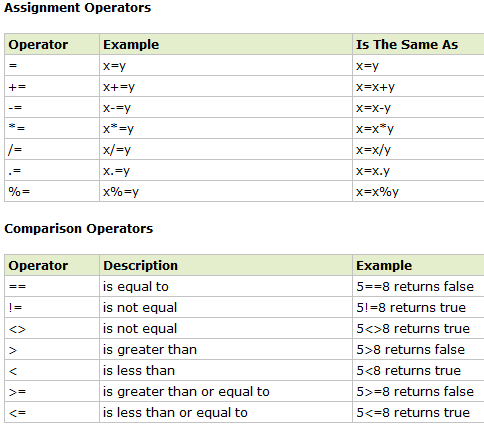 Assignment Operators
Operator Example Is The Same As
= x=y x=y
+= x+=y x=x+y
-= x-=y x=x-y
*= x*=y x=x*y
/= x/=y x=x/y
.= x.=y x=x.y
%= x%=y x=x%y
Comparison Operators
Operator Description Example
== is equal to 5==8 returns false
!= is not equal 5!=8 returns true
<> is not equal 5<>8 returns true
> is greater than 5>8 returns false
< is less than 5<8 returns true
>= is greater than or equal to 5>=8 returns false
<= is less than or equal to 5<=8 returns true